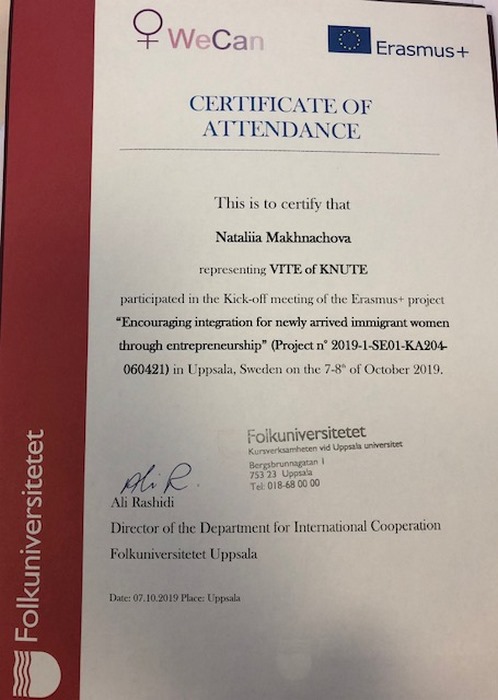 WeCan
Erasmus+
CERTIFICATE OF
ATTENDANCE
This is to certify that
Nataliia Makhnachova
representing VITE of KNUTE
participated in the Kick-off meeting of the Erasmus+ project
“Encouraging integration for newly arrived immigrant women
through entrepreneurship” (Project n° 2019-1-SE01-KA204-
060421) in Uppsala, Sweden on the 7-8th of October 2019.
Folkuniversitetet
Kursverksamheten vid Uppsala universitet
Bergsbrunnagatan 1
753 23 Uppsala
Tel: 018-68 00 00
Ali R.
Ali Rashidi
Director of the Department for International Cooperation
Folkuniversitetet Uppsala
Date: 07.10.2019 Place: Uppsala
Folkuniversitetet